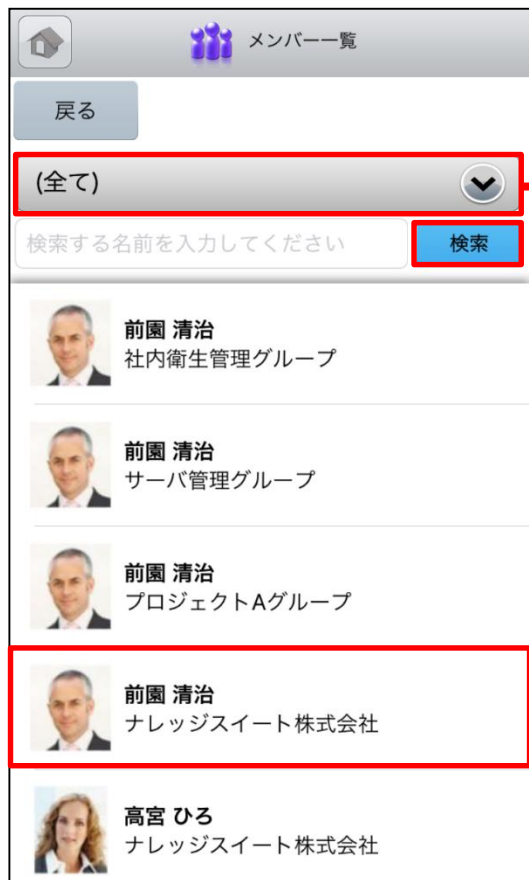 メンバー一覧
戻る
(全て)
検索する名前を入力してください
検索
前園 清治
社内衛生管理グループ
前園 清治
サーバ管理グループ
前園 清治
プロジェクトAグループ
前園 清治
ナレッジスイート株式会社
高宮 ひろ
ナレッジスイート株式会社